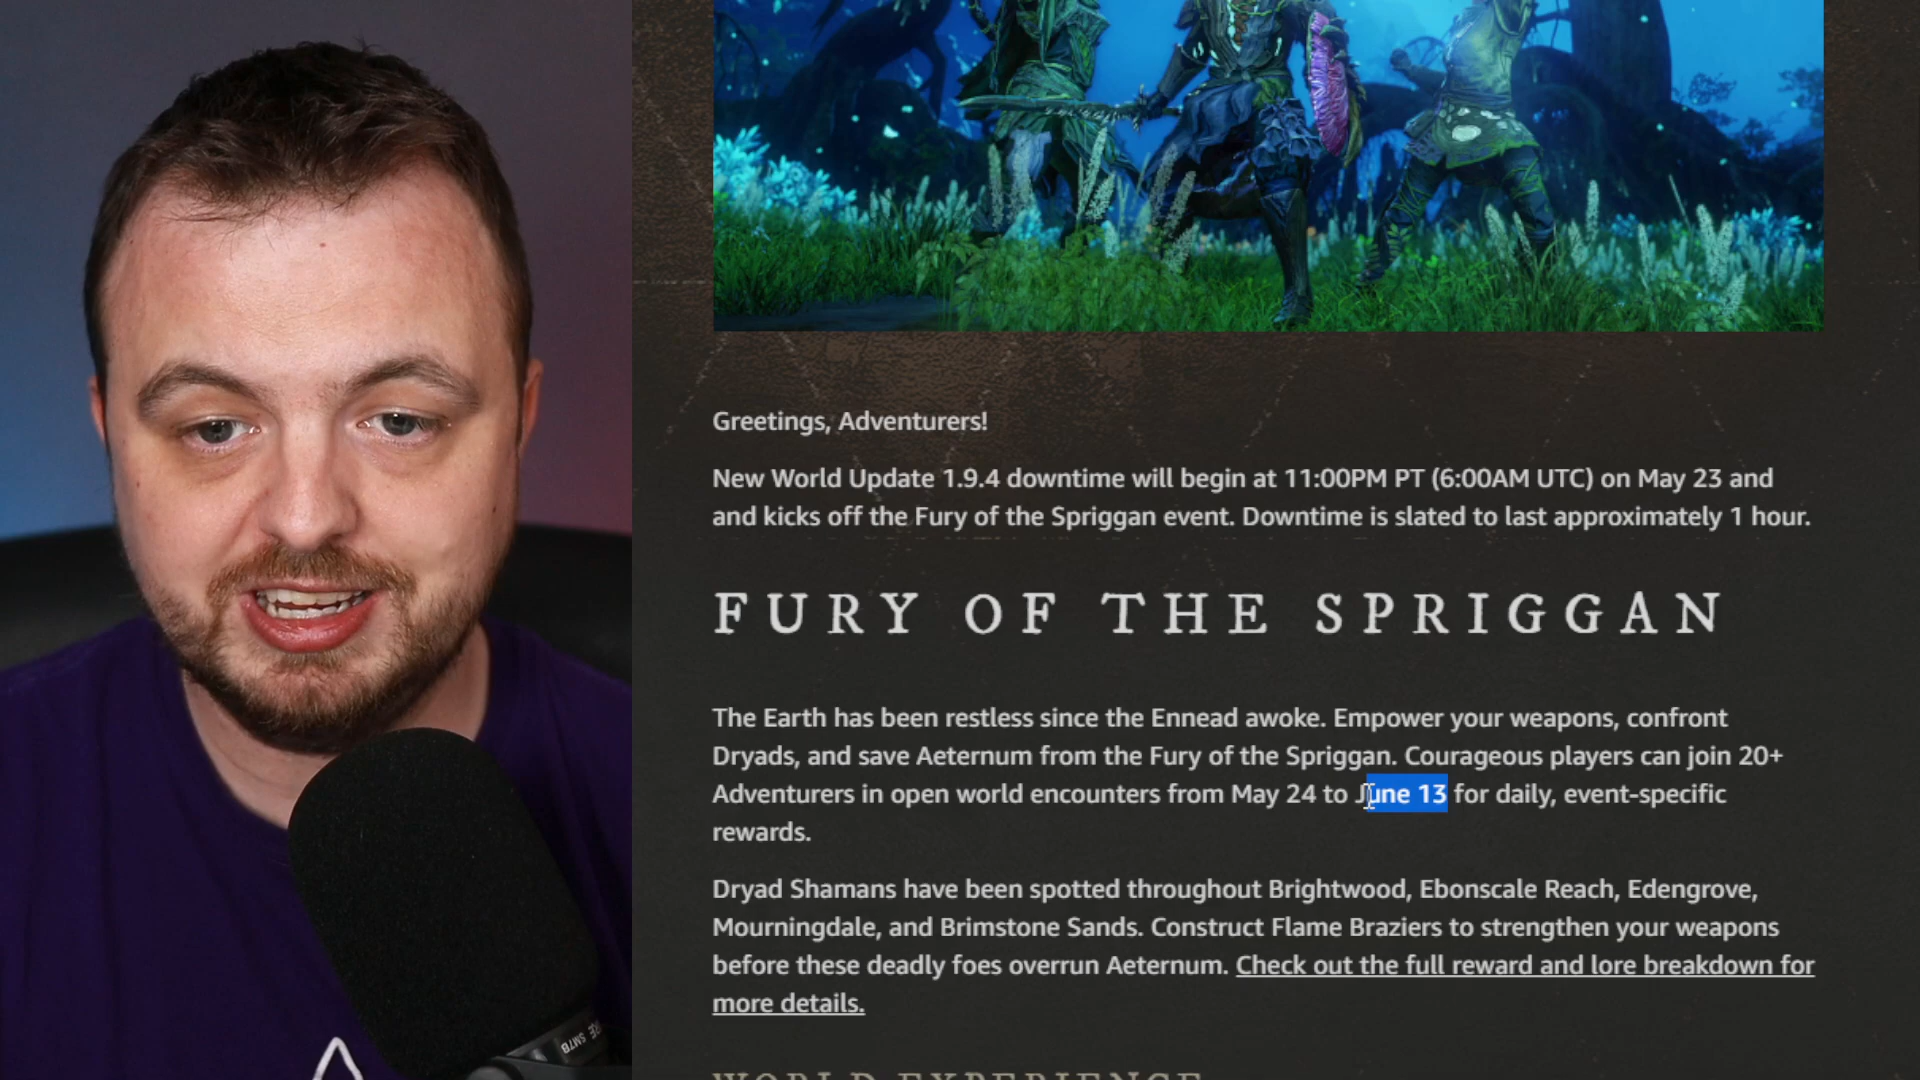 Greetings, Adventurers!
New World Update 1.9.4 downtime will begin at 11:00PM PT (6:00AM UTC) on May 23 and
and kicks off the Fury of the Spriggan event. Downtime is slated to last approximately 1 hour.
FURY OF THE SPRIGGAN
The Earth has been restless since the Ennead awoke. Empower your weapons, confront
Dryads, and save Aeternum from the Fury of the Spriggan. Courageous players can join 20+
Adventurers in open world encounters from May 24 to June 13 for daily, event-specific
rewards.
Dryad Shamans have been spotted throughout Brightwood, Ebonscale Reach, Edengrove,
Mourningdale, and Brimstone Sands. Construct Flame Braziers to strengthen your weapons
before these deadly foes overrun Aeternum. Check out the full reward and lore breakdown for
more details.
WORLD EXPERIENCE
SM7B